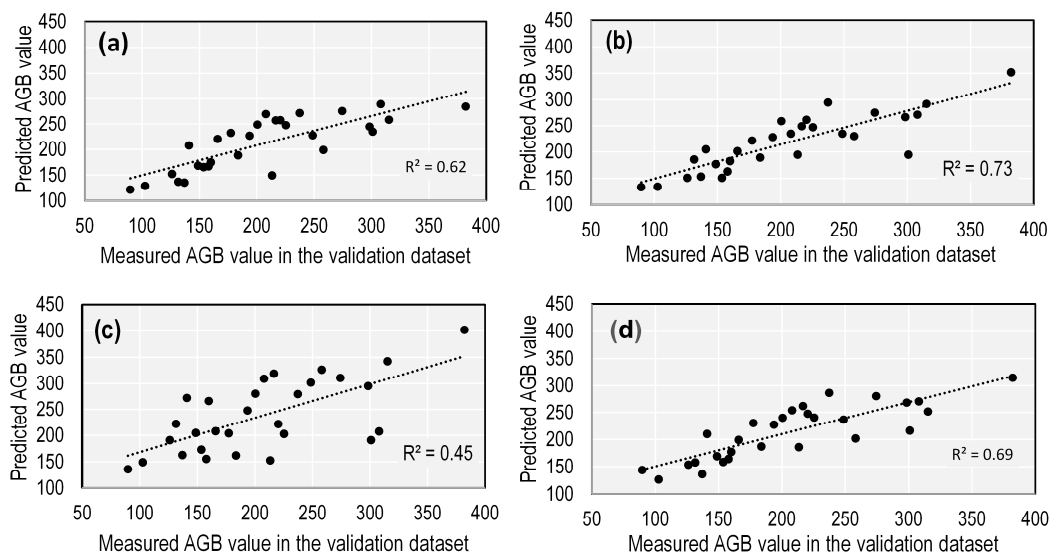 (a)
Predicted AGB value
450
400
350
300
250
200
150
100
R² = 0.62
50 100 150 200 250 300 350 400
Measured AGB value in the validation dataset
(b)
Predicted AGB value
450
400
350
300
250
200
150
100
R² = 0.73
50 100 150 200 250 300 350 400
Measured AGB value in the validation dataset
(c)
Predicted AGB value
450
400
350
300
250
200
150
100
R² = 0.45
50 100 150 200 250 300 350 400
Measured AGB value in the validation dataset
(d)
Predicted AGB value
450
400
350
300
250
200
150
100
R² = 0.69
50 100 150 200 250 300 350 400
Measured AGB value in the validation dataset